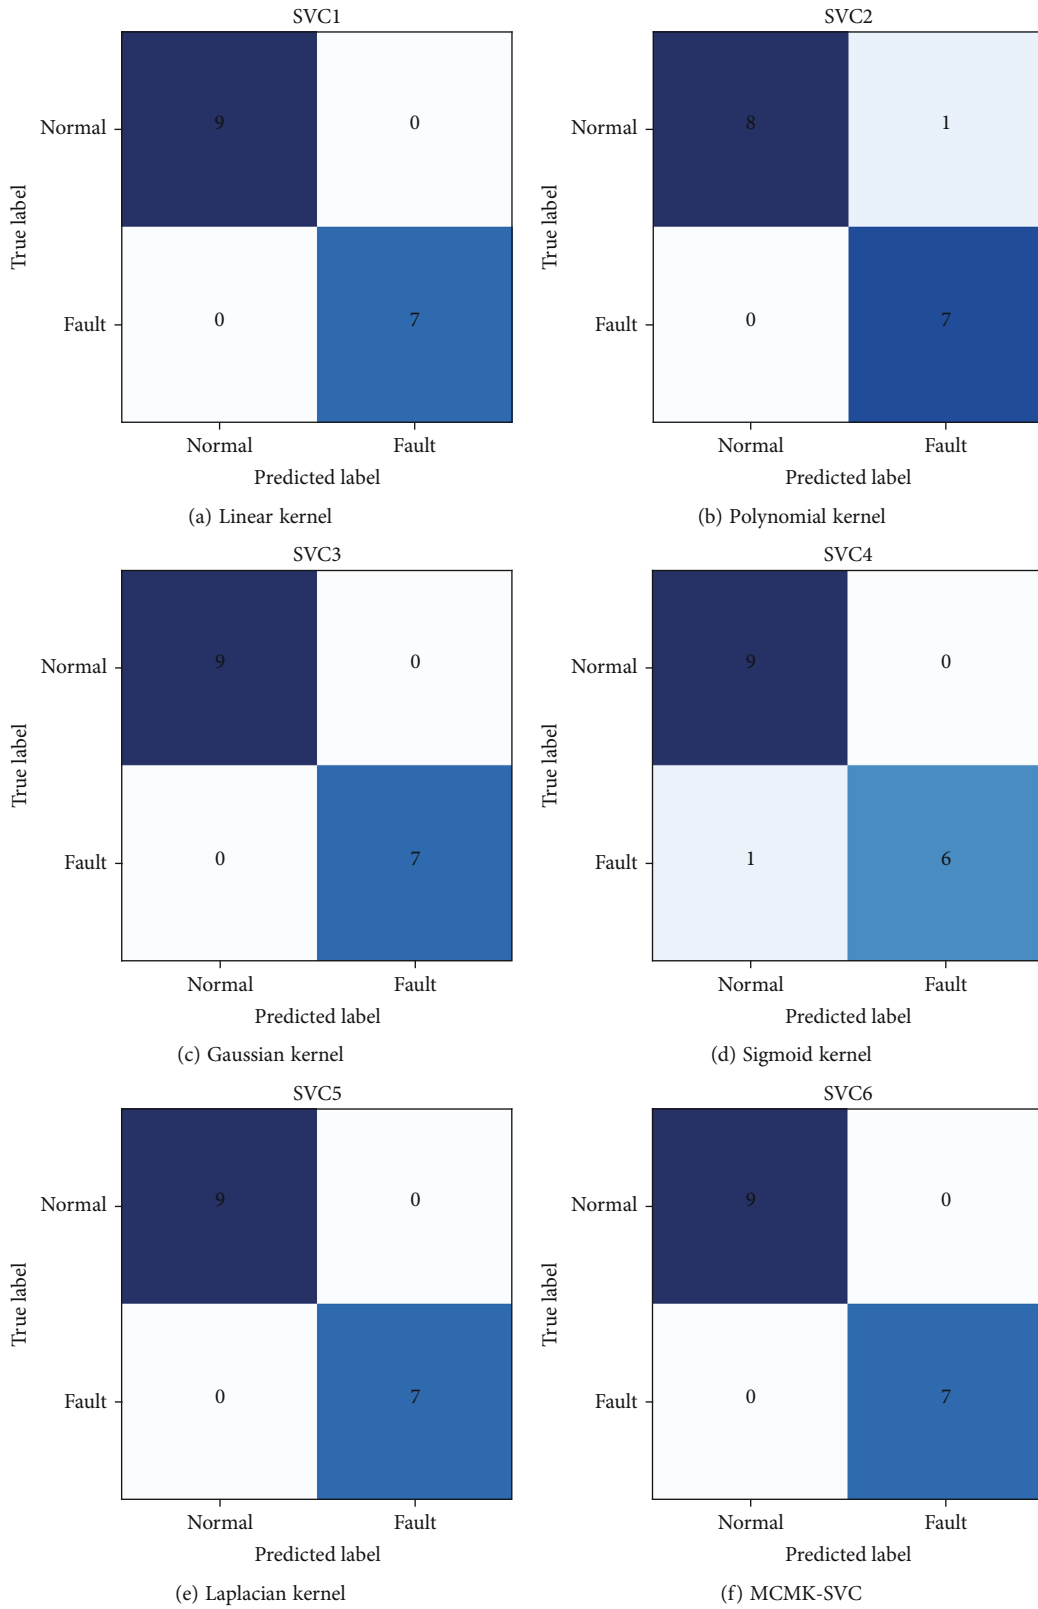 SVC1
Normal
9
0
True label
Fault
0
7
Normal
Fault
Predicted label
(a) Linear kernel
SVC2
8
1
True label
Normal
Fault
0
7
Normal
Fault
Predicted label
(b) Polynomial kernel
SVC3
Normal
9
0
True label
Fault
0
7
Normal
Fault
Predicted label
(c) Gaussian kernel
SVC4
Normal
9
0
True label
Fault
1
6
Normal
Fault
Predicted label
(d) Sigmoid kernel
SVC5
Normal
9
0
True label
Fault
0
7
Normal
Fault
Predicted label
(e) Laplacian kernel
SVC6
Normal
9
0
True label
Fault
0
7
Normal
Fault
Predicted label
(f) MCMK-SVC